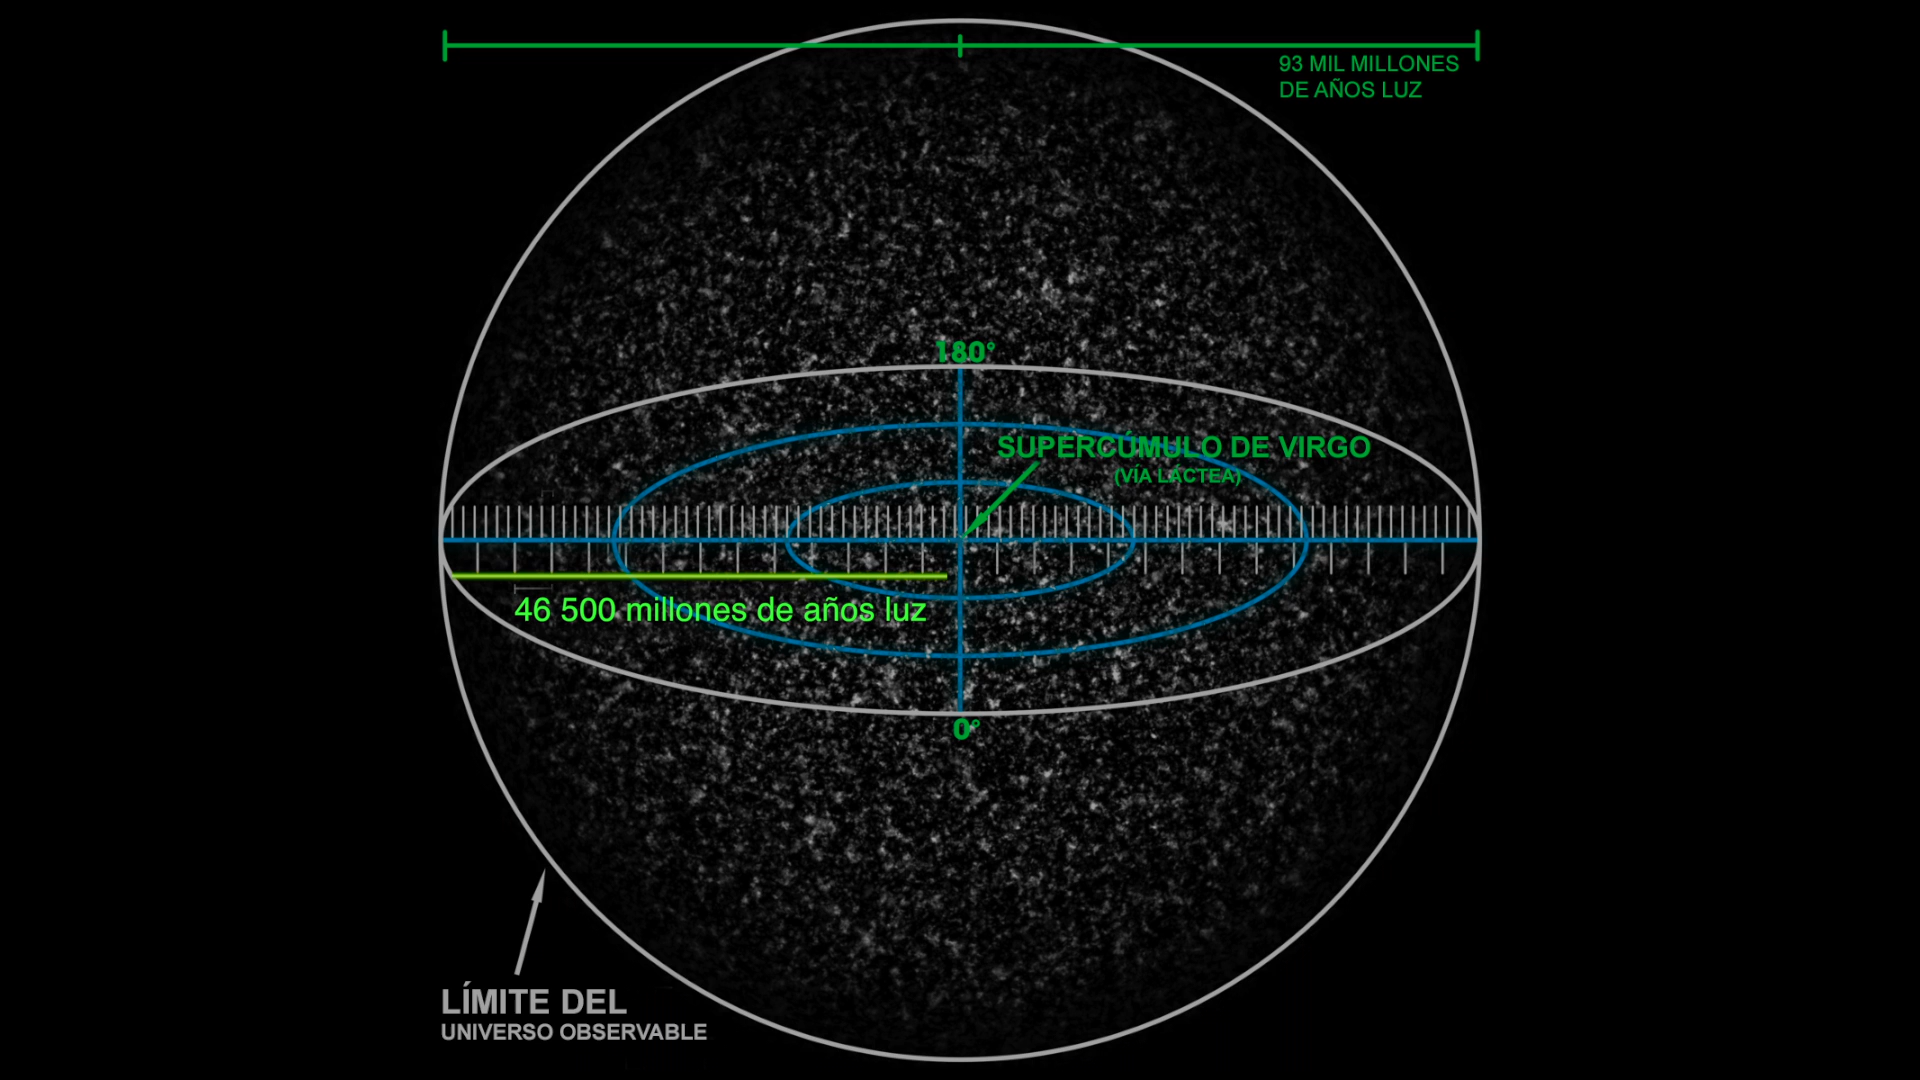 93 MIL MILLONES
DE AÑOS LUZ
180°
SUPERCÚMULO DE VIRGO
(VÍA LÁCTEA)
46 500 millones de años luz
0°
LÍMITE DEL
UNIVERSO OBSERVABLE